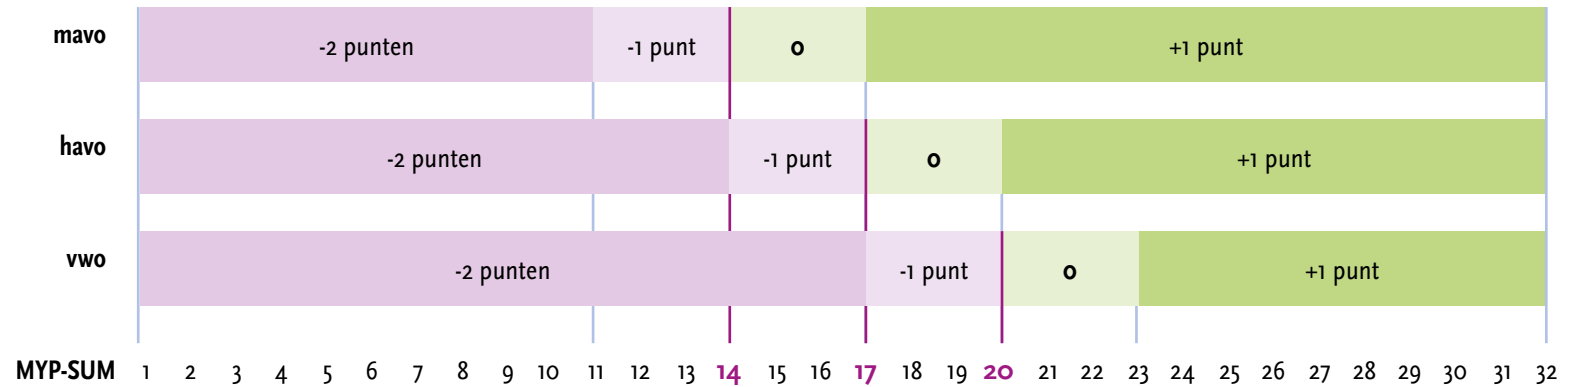 mavo -2 punten -1 punt 0 +1 punt
havo -2 punten -1 punt 0 +1 punt
vwo -2 punten -1 punt 0 +1 punt
MYP-SUM 1 2 3 4 5 6 7 8 9 10 11 12 13 14 15 16 17 18 19 20 21 22 23 24 25 26 27 28 29 30 31 32